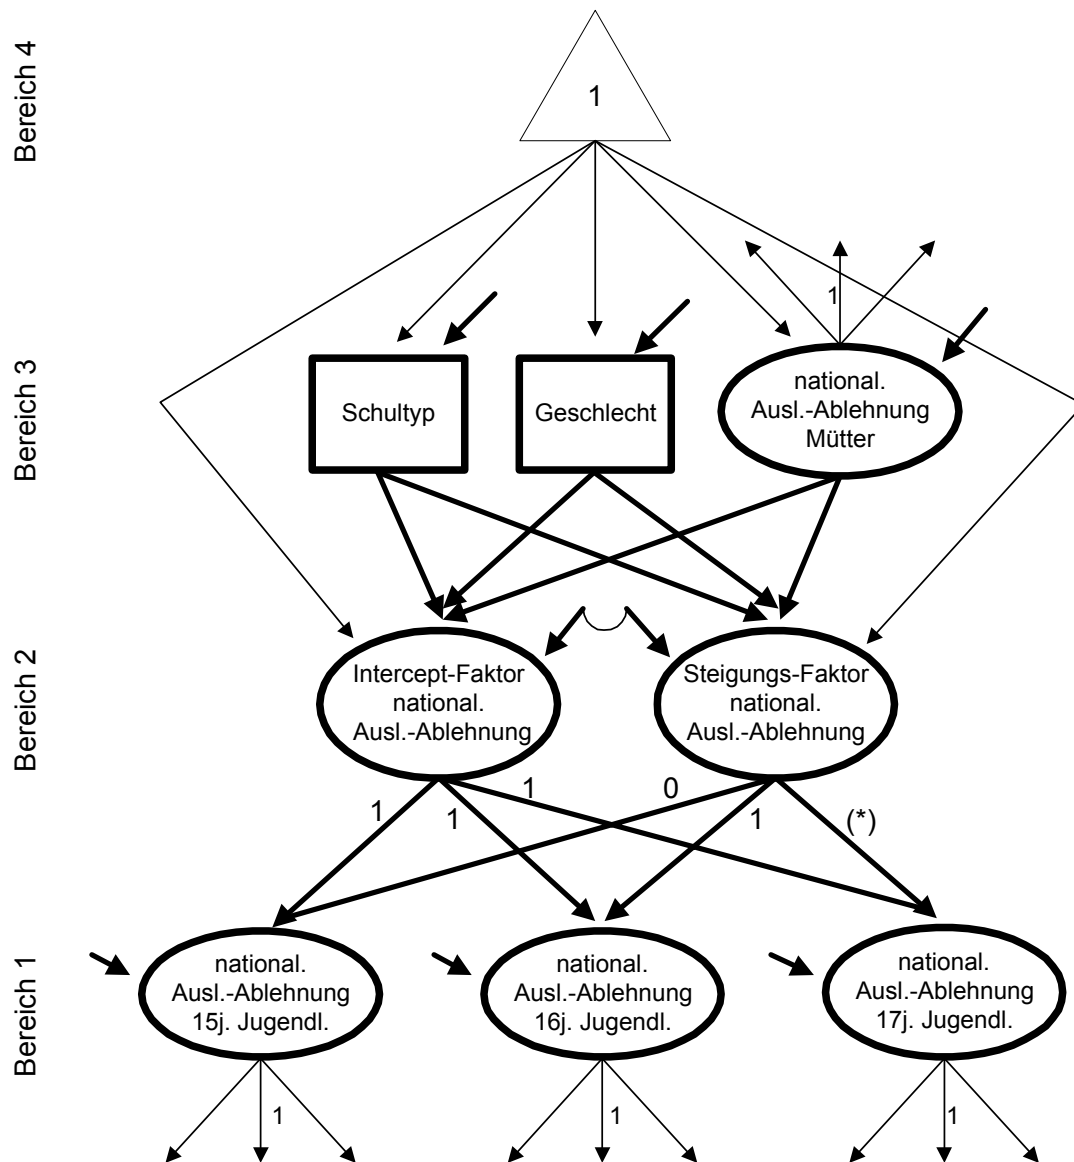 Bereich 4
1
1
Bereich 3
Schultyp
Geschlecht
national.
Ausl.-Ablehnung
Mütter
Bereich 2
Intercept-Faktor
national.
Ausl.-Ablehnung
Steigungs-Faktor
national.
Ausl.-Ablehnung
1
1
1
0
1
(*)
Bereich 1
national.
Ausl.-Ablehnung
15j. Jugendl.
national.
Ausl.-Ablehnung
16j. Jugendl.
national.
Ausl.-Ablehnung
17j. Jugendl.
1
1
1